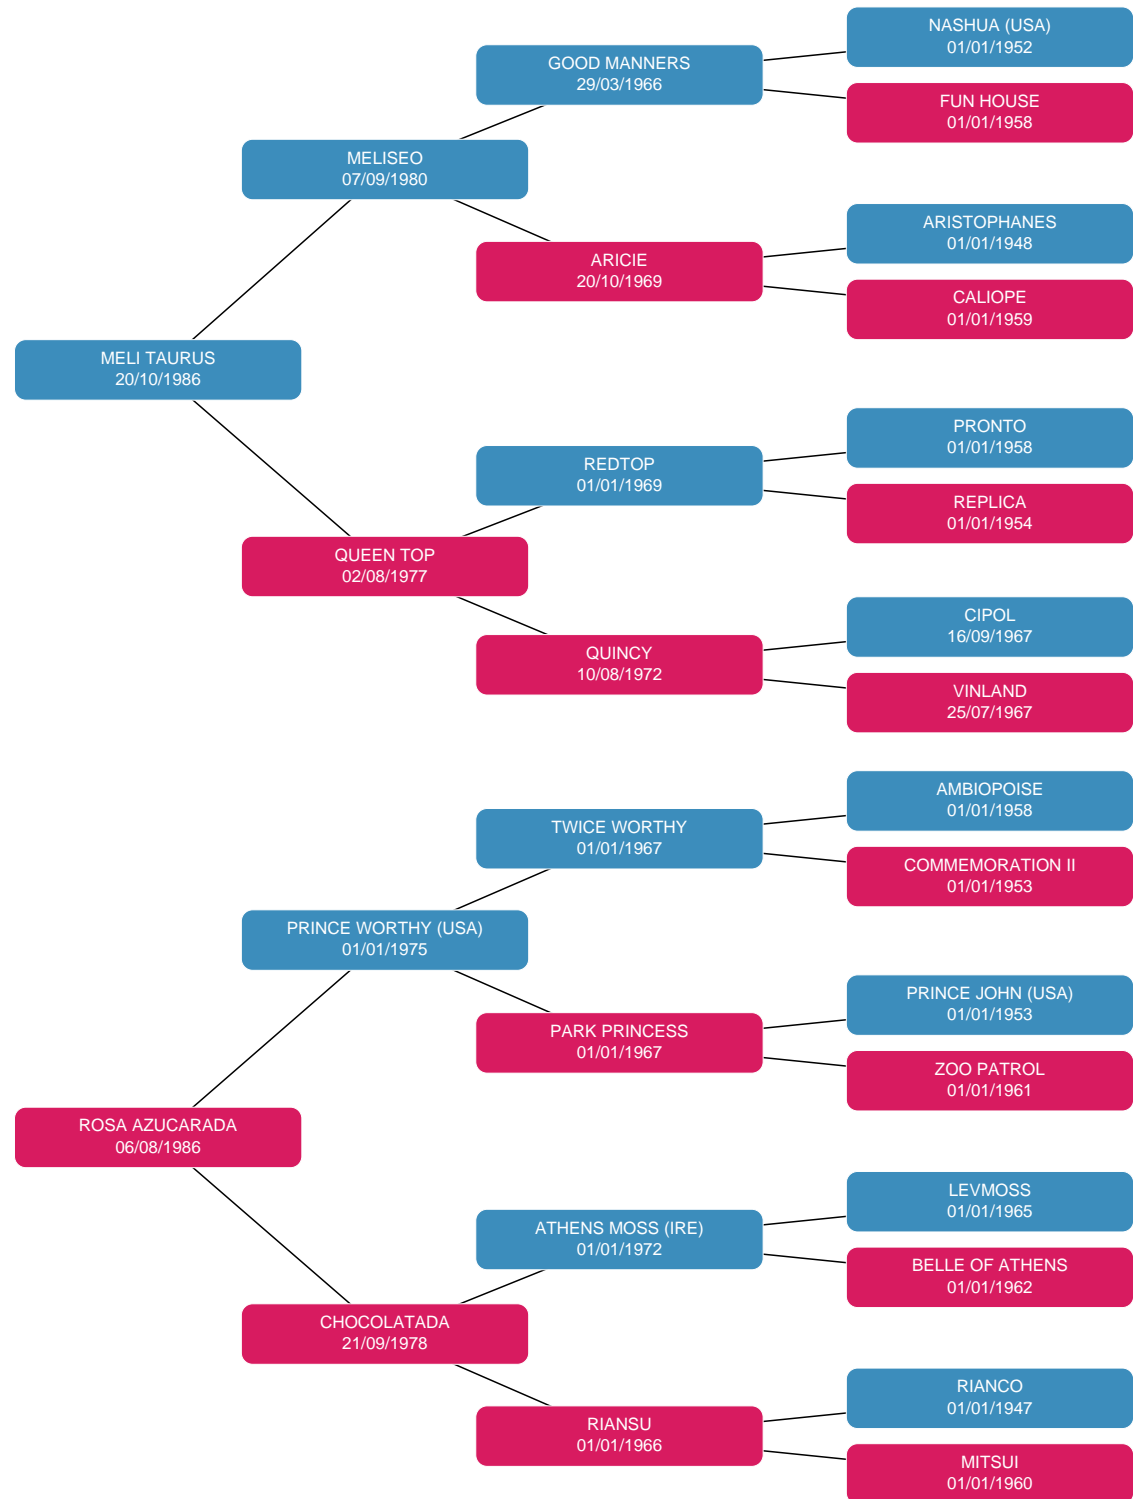 NASHUA (USA)
01/01/1952
GOOD MANNERS
29/03/1966
FUN HOUSE
01/01/1958
MELISEO
07/09/1980
ARISTOPHANES
01/01/1948
ARICIE
20/10/1969
CALIOPE
01/01/1959
MELI TAURUS
20/10/1986
PRONTO
01/01/1958
REDTOP
01/01/1969
REPLICA
01/01/1954
QUEEN TOP
02/08/1977
CIPOL
16/09/1967
QUINCY
10/08/1972
VINLAND
25/07/1967
AMBIOPOISE
01/01/1958
TWICE WORTHY
01/01/1967
COMMEMORATION II
01/01/1953
PRINCE WORTHY (USA)
01/01/1975
PRINCE JOHN (USA)
01/01/1953
PARK PRINCESS
01/01/1967
ZOO PATROL
01/01/1961
ROSA AZUCARADA
06/08/1986
LEVMOSS
01/01/1965
ATHENS MOSS (IRE)
01/01/1972
BELLE OF ATHENS
01/01/1962
CHOCOLATADA
21/09/1978
RIANCO
01/01/1947
RIANSU
01/01/1966
MITSUI
01/01/1960